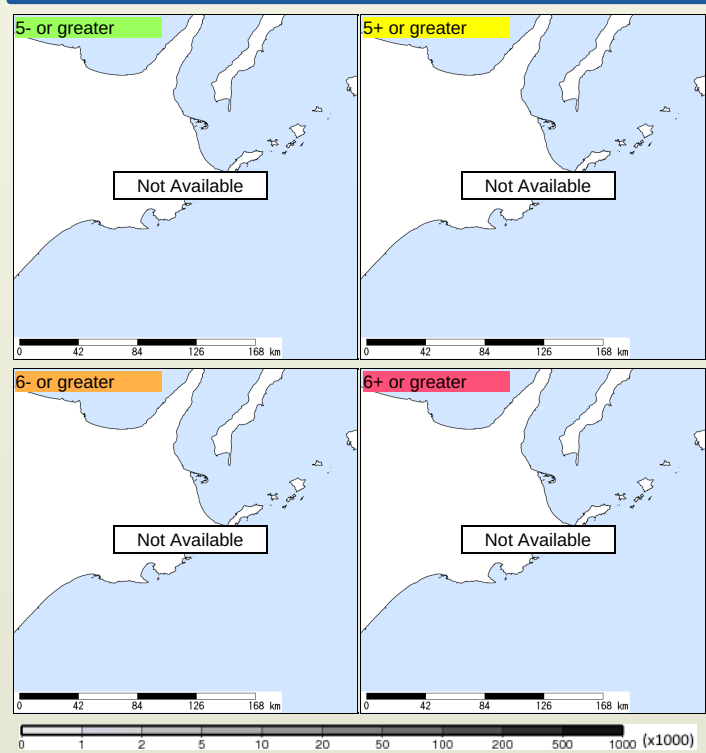 5- or greater
5+ or greater
Not Available
Not Available
0 42 84 126 168 km
0 42 84 126 168 km
6- or greater
6+ or greater
Not Available
Not Available
0 42 84 126 168 km
0 42 84 126 168 km
0 1 2 5 10 20 50 100 200 500 1000 (x1000)